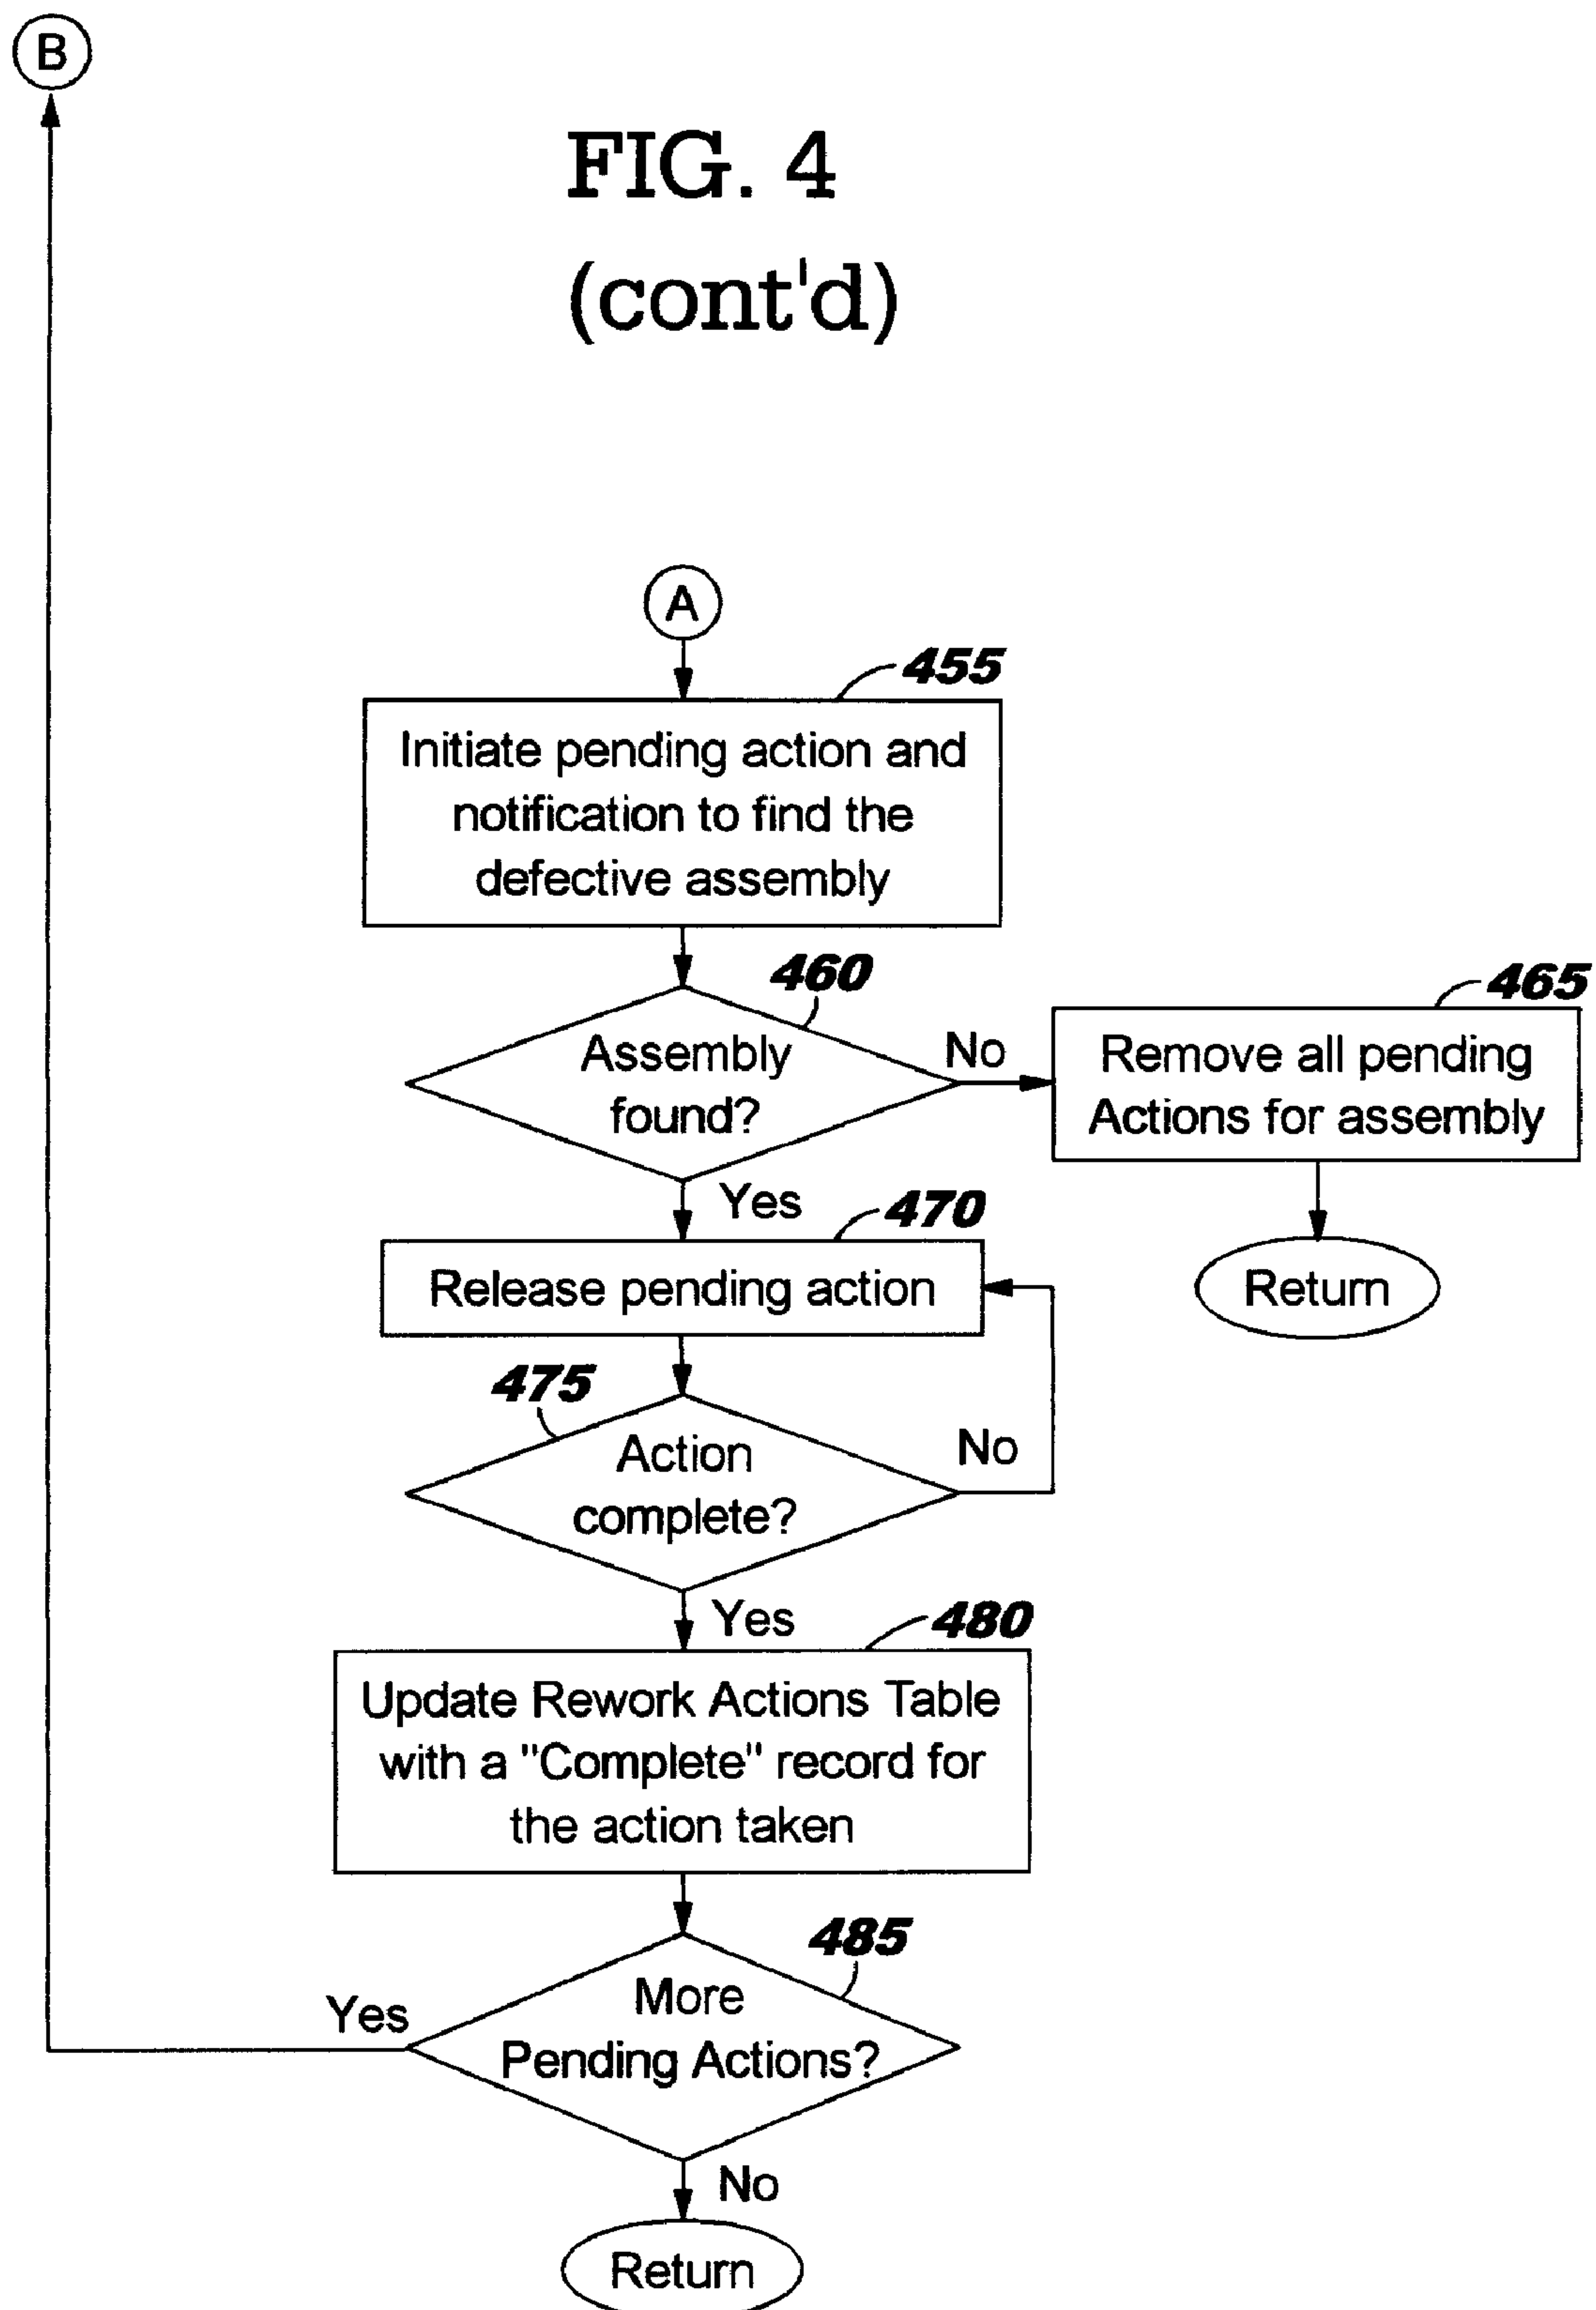 B
FIG. 4
(cont'd)
A
455
Initiate pending action and
notification to find the
defective assembly
460
Assembly
found?
No
465
Remove all pending
Actions for assembly
Return
Yes
470
Release pending action
475
Action
complete?
No
Yes
480
Update Rework Actions Table
with a "Complete" record for
the action taken
485
More
Pending Actions?
Yes
No
Return